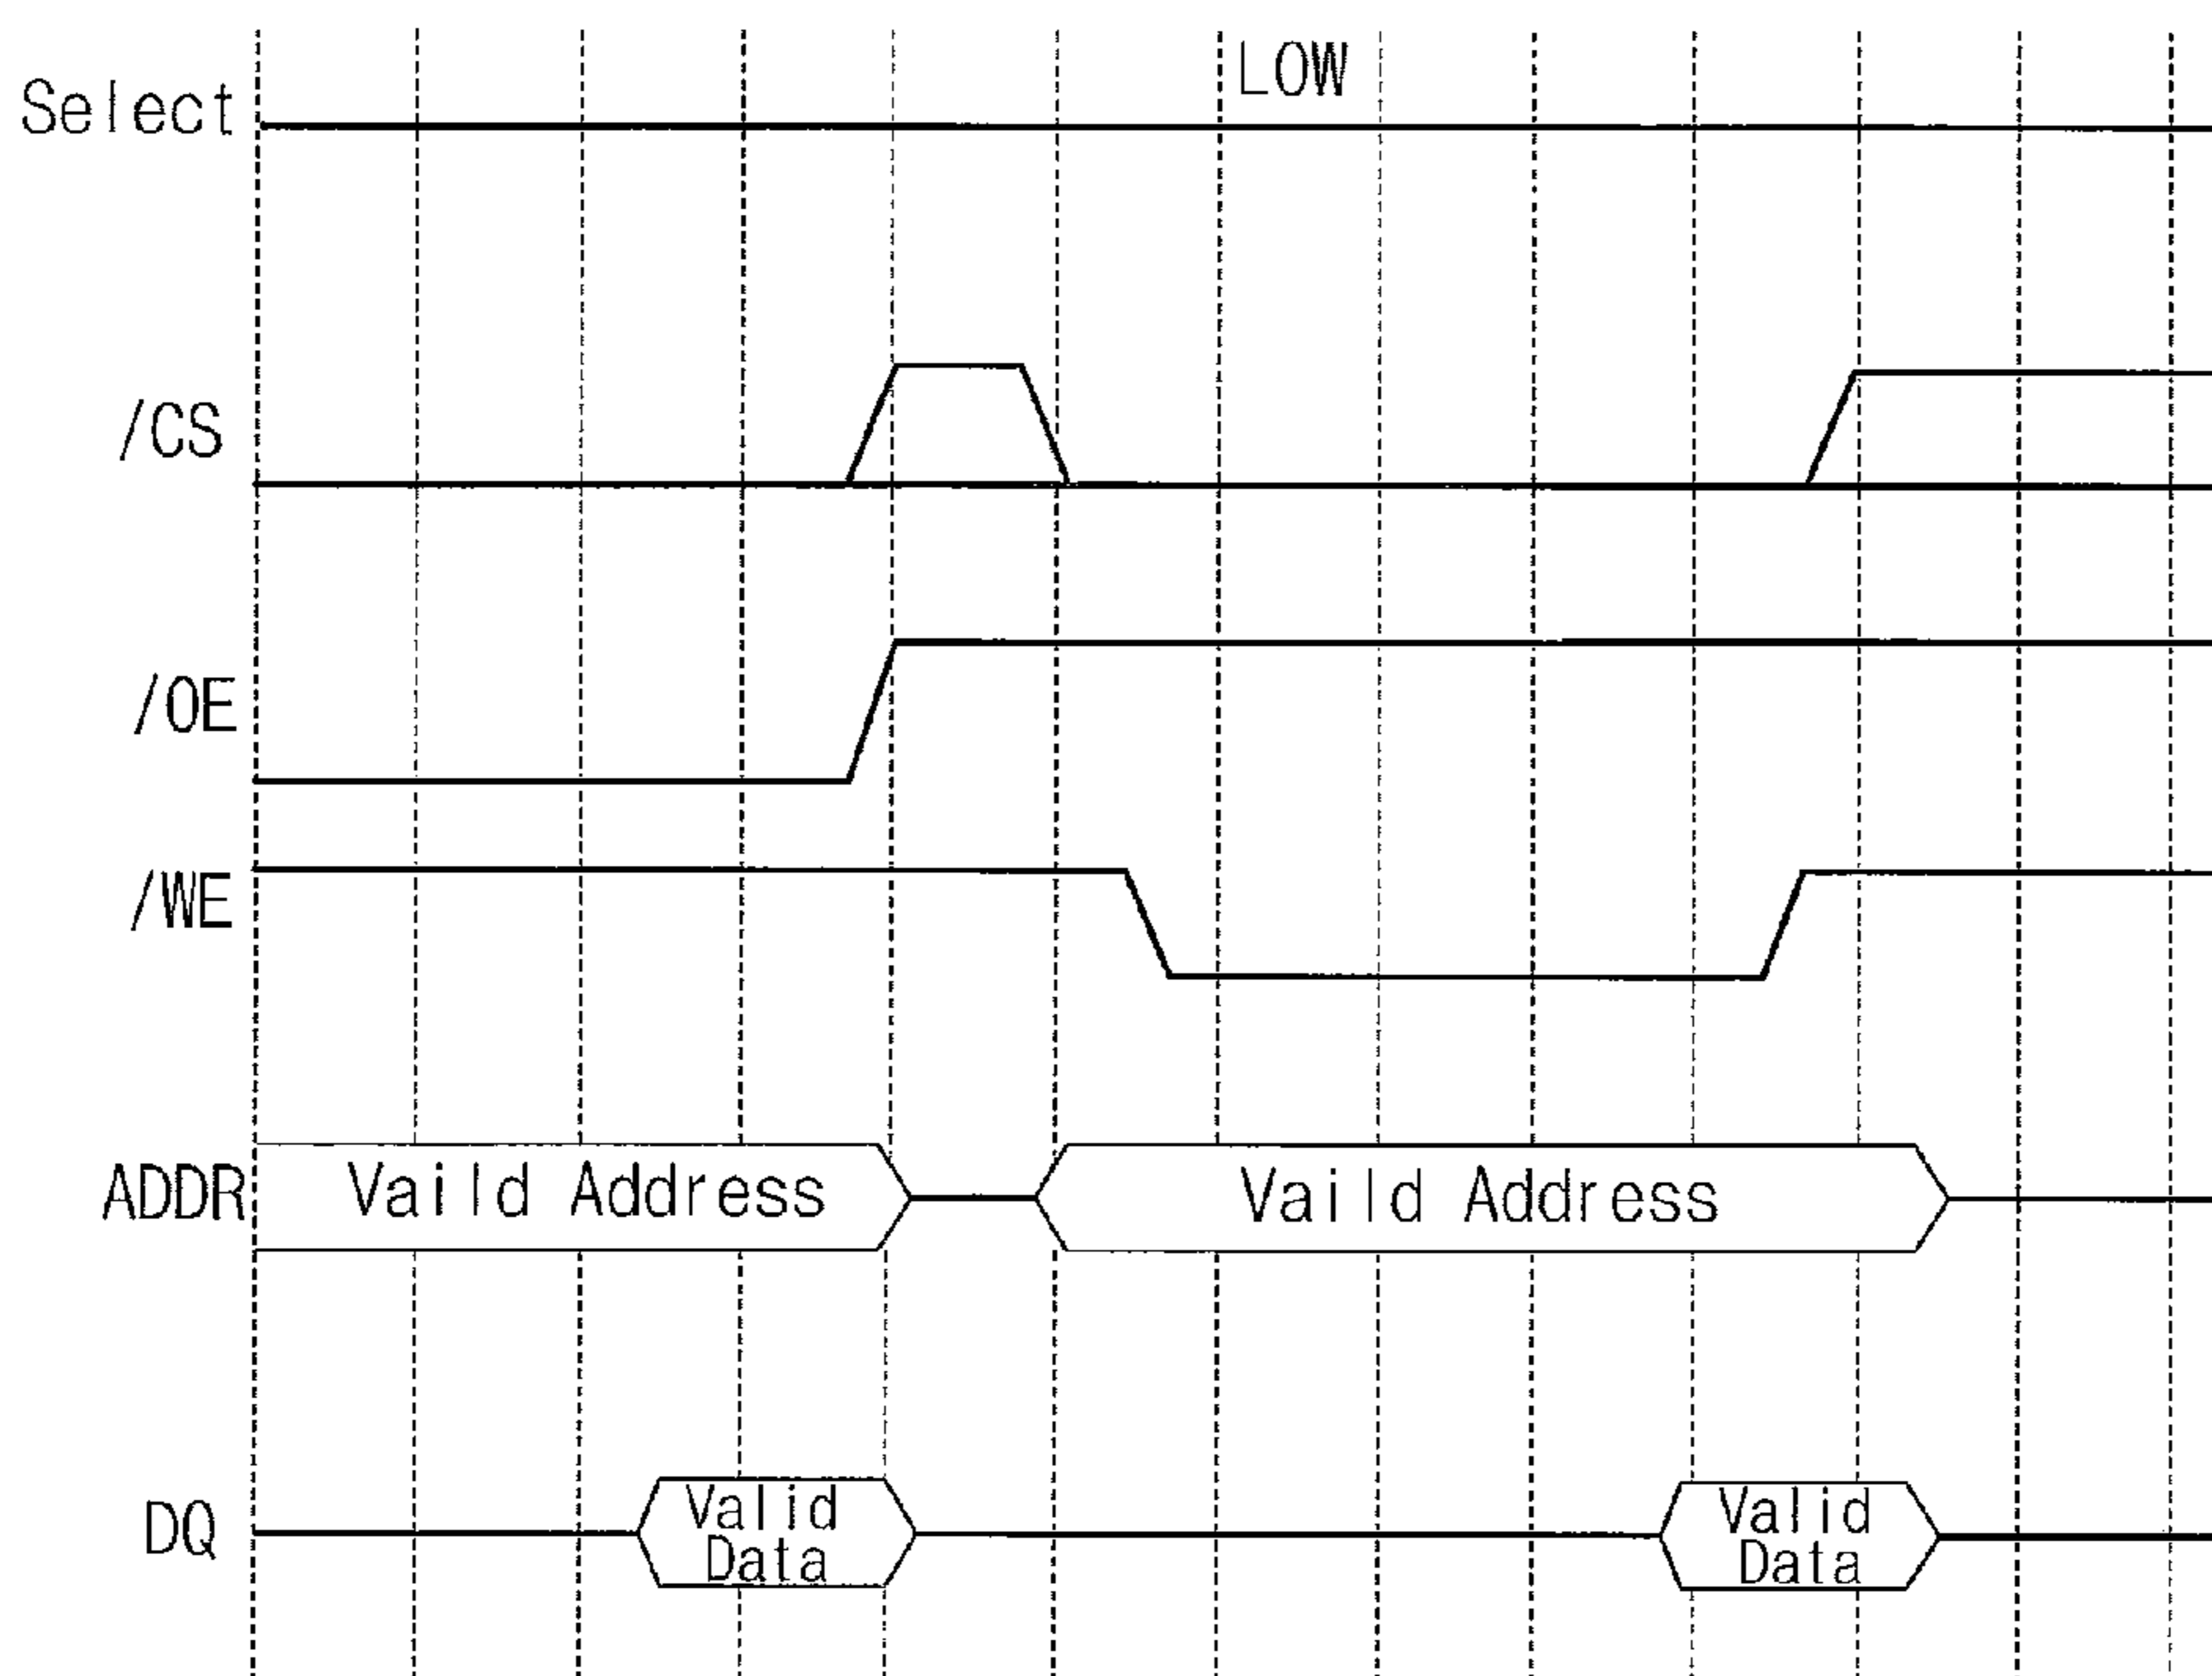 LOW
Select
/CS
/OE
/WE
ADDR Vaild Address Vaild Address
DQ
Valid
Data
Valid
Data